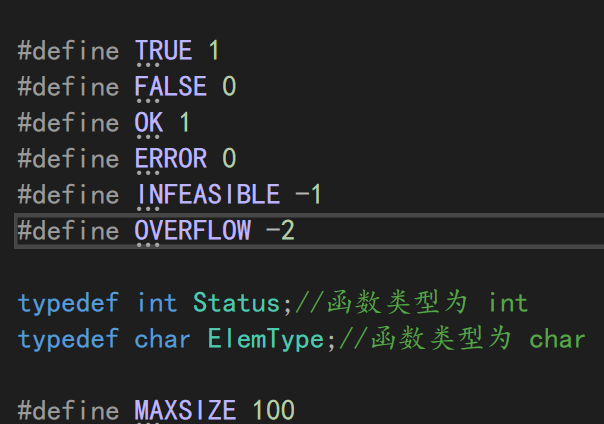 #define TRUE 1
#define FALSE 0
#define OK 1
#define ERROR 0
#define INFEASIBLE -1
#define OVERFLOW -2
typedef int Status;//函数类型为 int
typedef char ElemType;//函数类型为 char
#define MAXSIZE 100